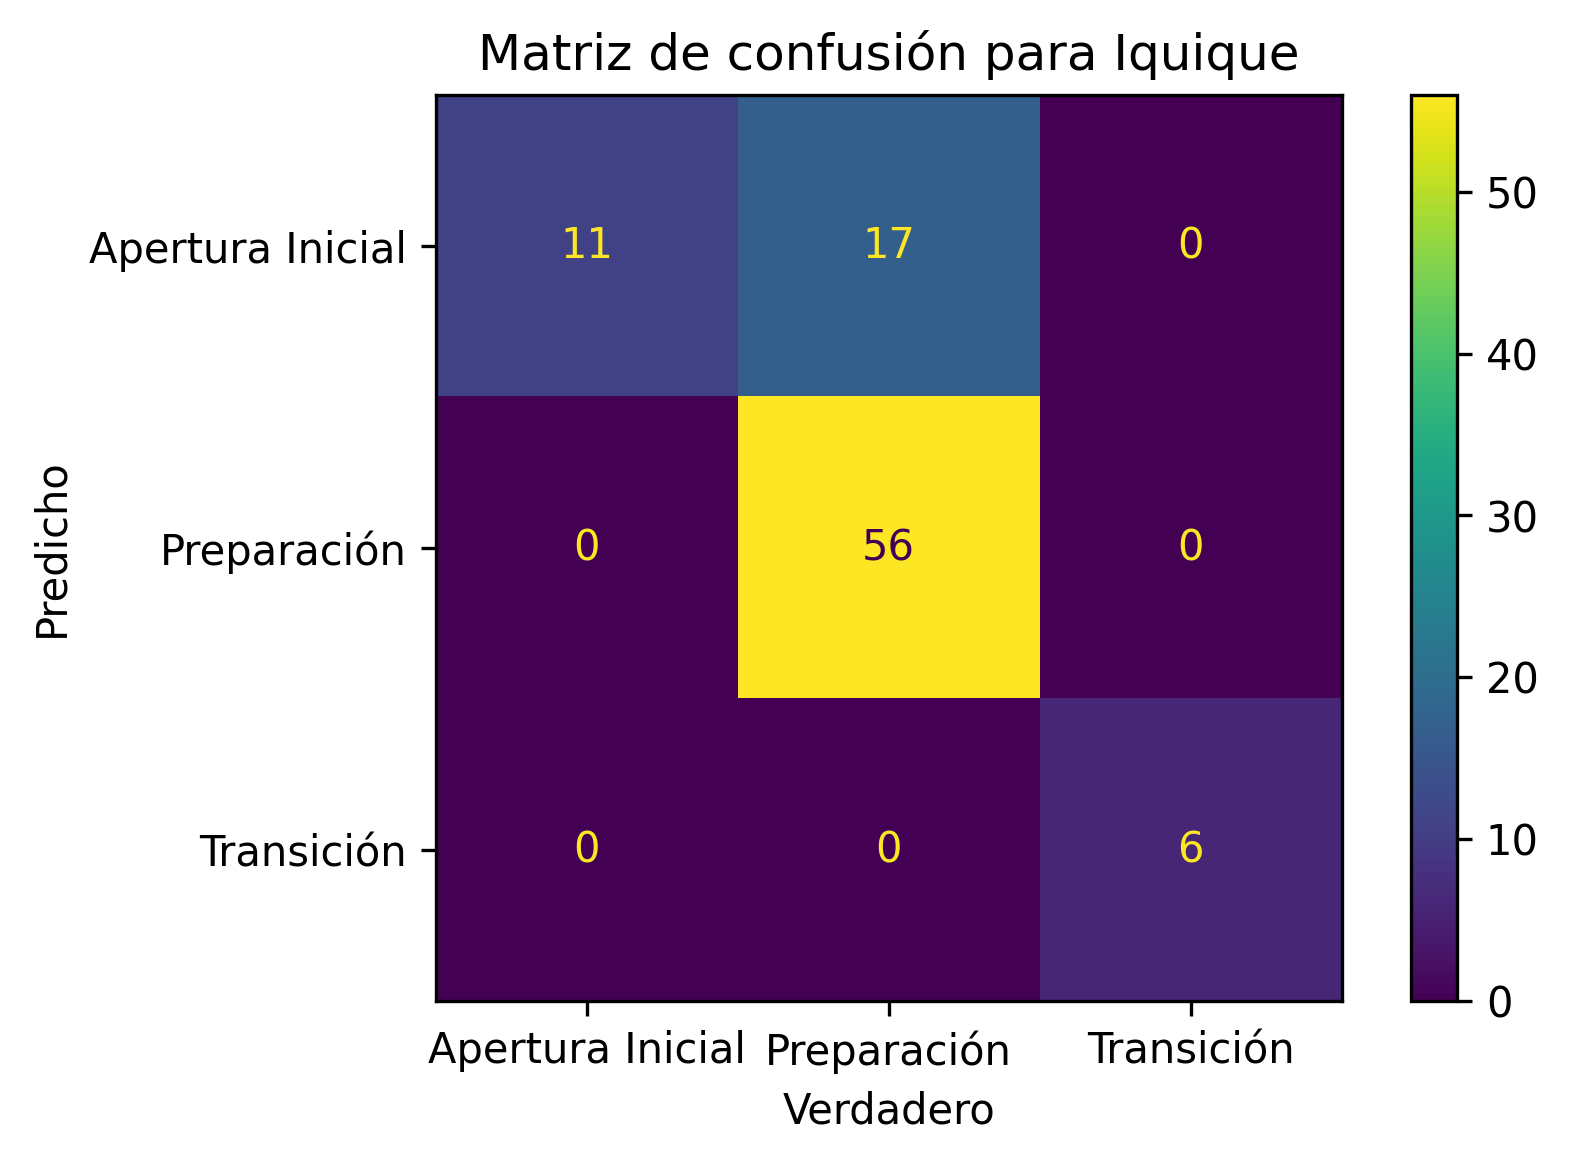 Matriz de confusión para Iquique
Predicho
Apertura Inicial
11 17 0
Preparación
0 56 0
Transición
0 0 6
Apertura Inicial Preparación Transición
Verdadero
50
40
30
20
10
0